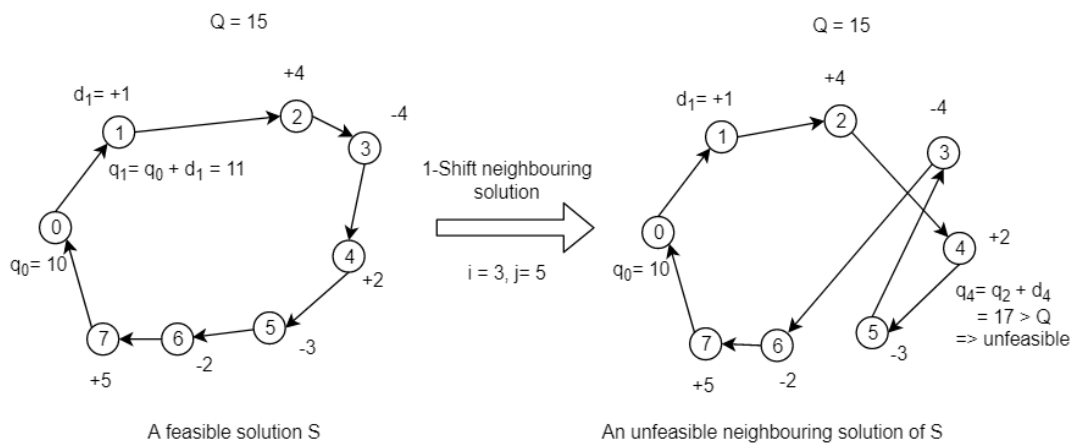 Q = 15
+4
d₁= +1
2
-4
1
3
q₁= q₀ + d₁ = 11
0
q₀= 10
4
+2
5
7
6
-3
-2
+5
A feasible solution S
1-Shift neighbouring
solution
i = 3, j= 5
Q = 15
+4
d₁= +1
2
-4
1
3
0
4
+2
q₀= 10
q₄= q₂ + d₄
= 17 > Q
=> unfeasible
5
7
6
-3
-2
+5
An unfeasible neighbouring solution of S